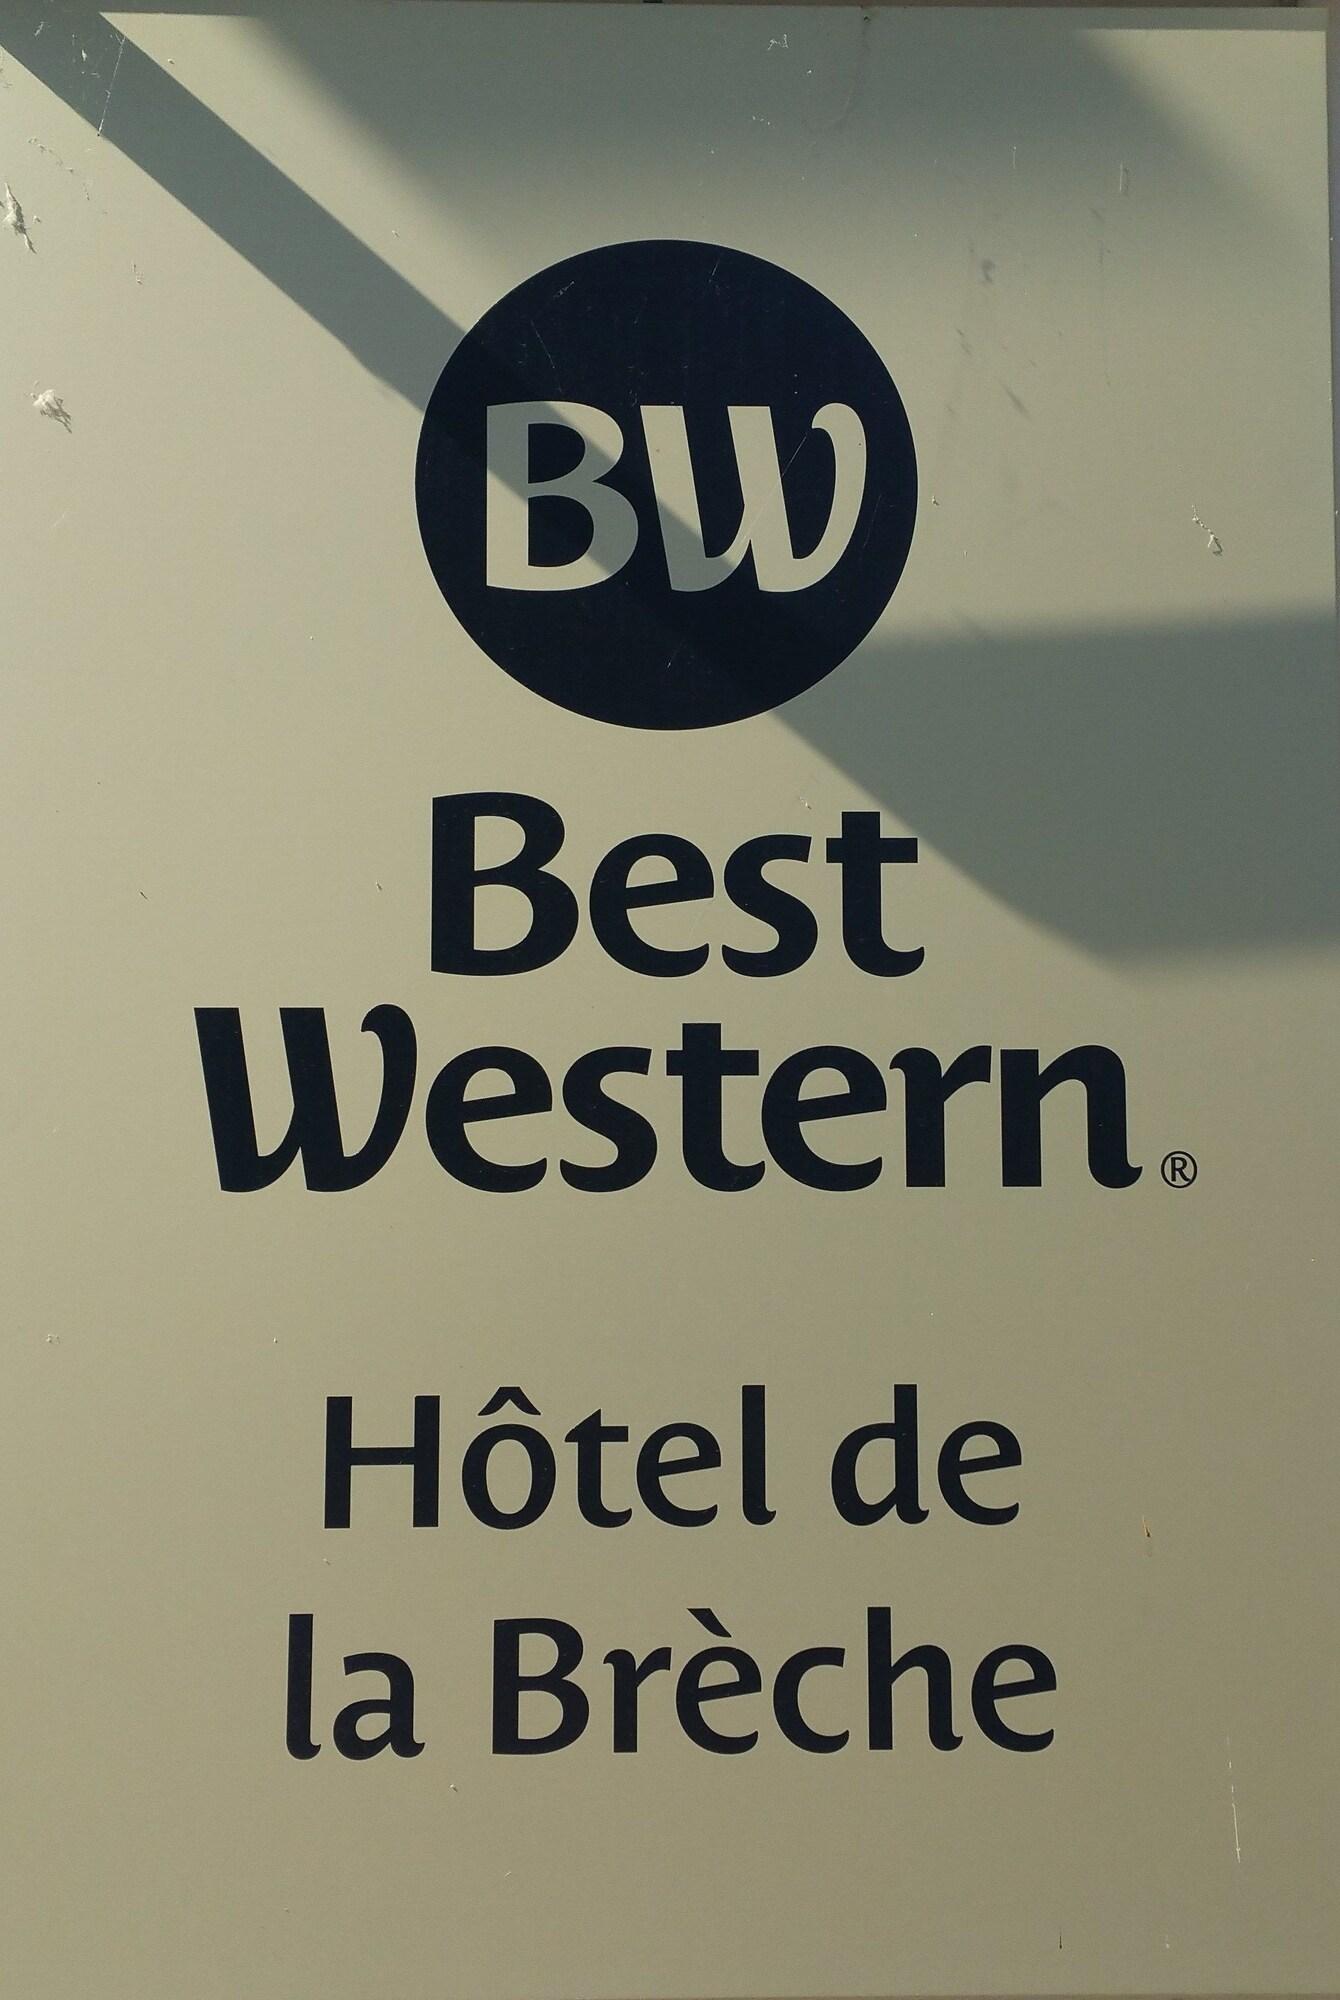 BW
Best
Western®
Hôtel de
la Brèche